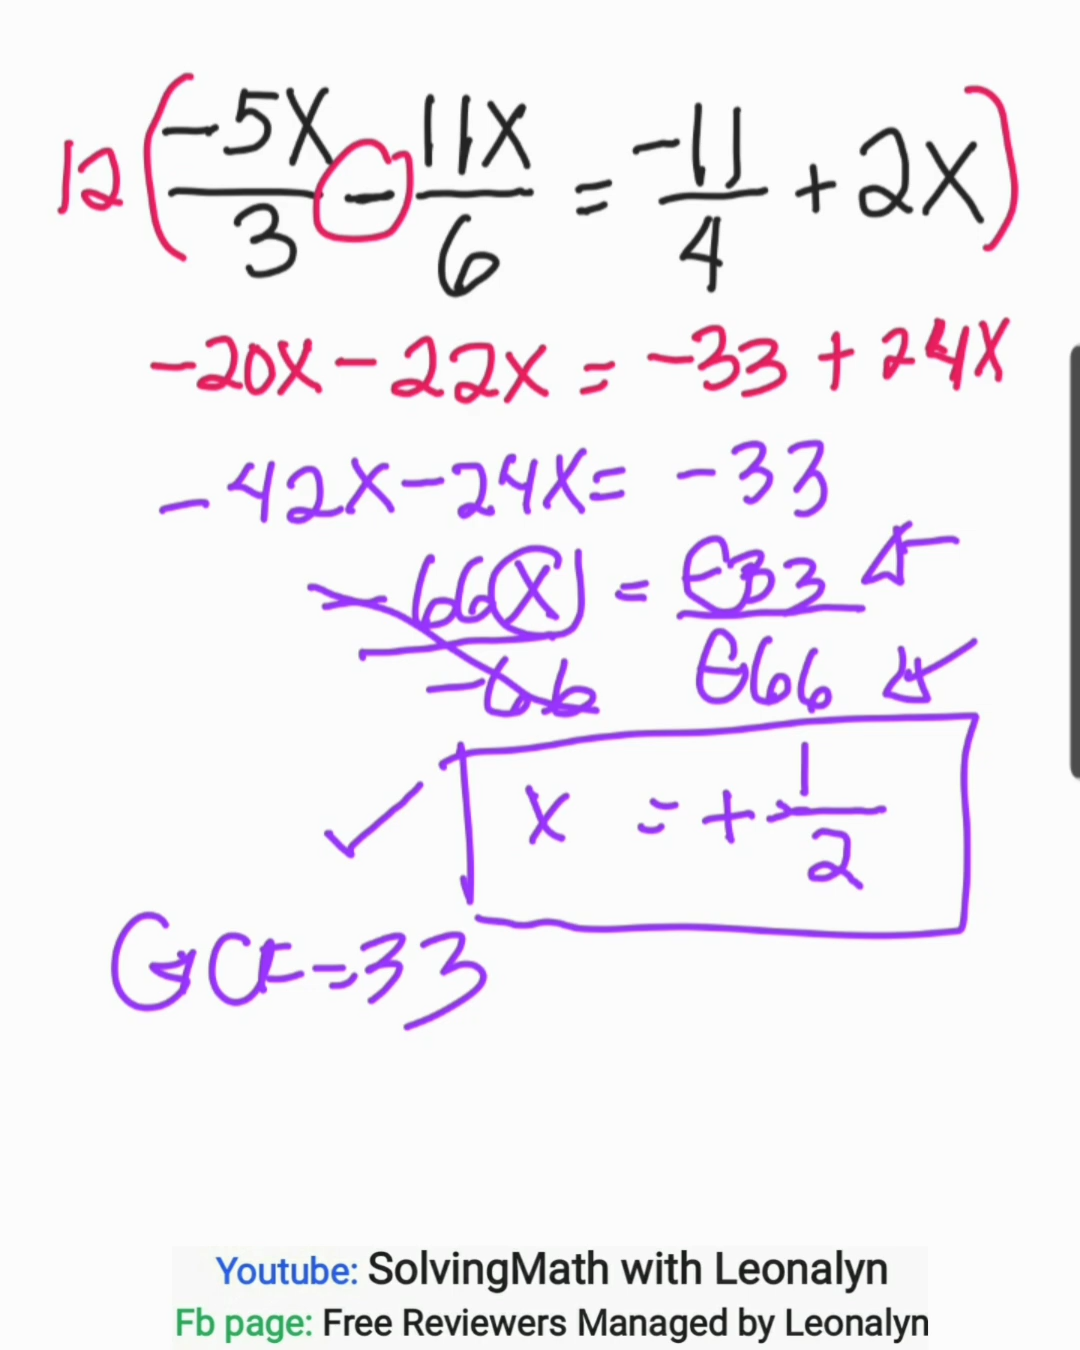 12(-5X/3 - 11X/6 = -11/4 + 2X)
-20X - 22X = -33 + 24X
-42X - 24X = -33
-66X/-66 = -33/-66
X = + 1/2
GCF = 33
Youtube: SolvingMath with Leonalyn
Fb page: Free Reviewers Managed by Leonalyn